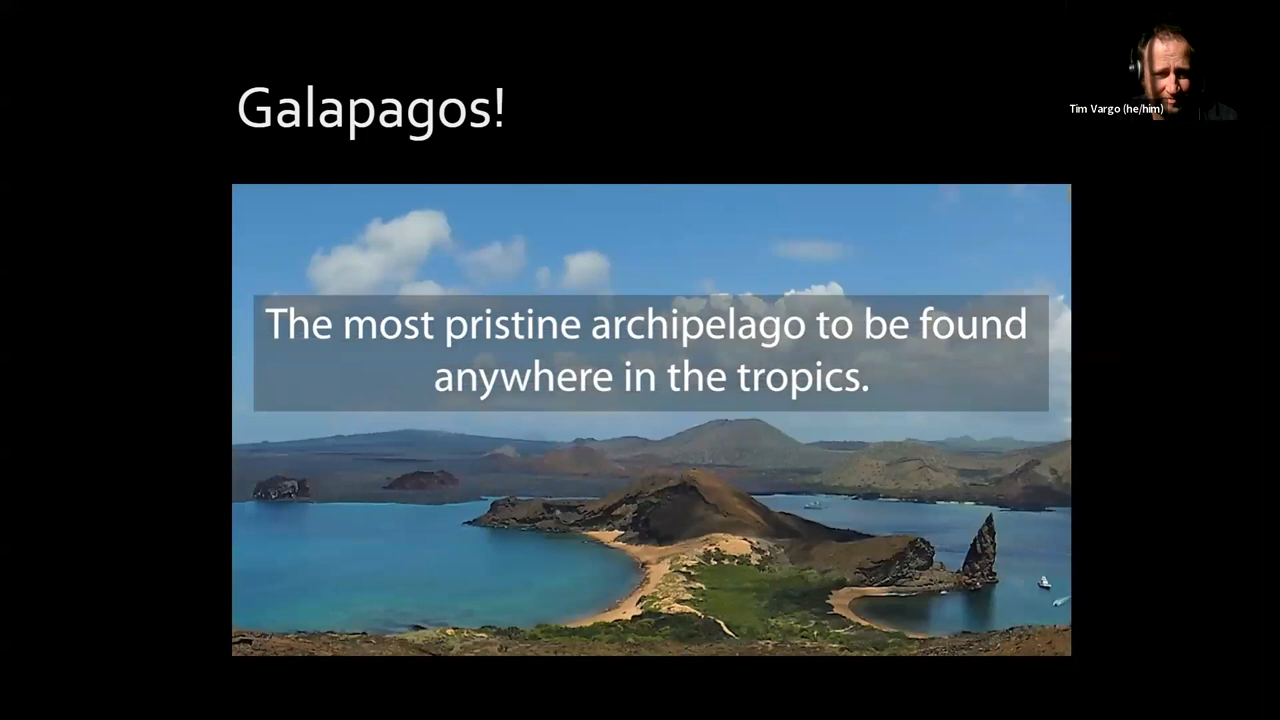 Galapagos!
Tim Vargo (he/him)
The most pristine archipelago to be found
anywhere in the tropics.